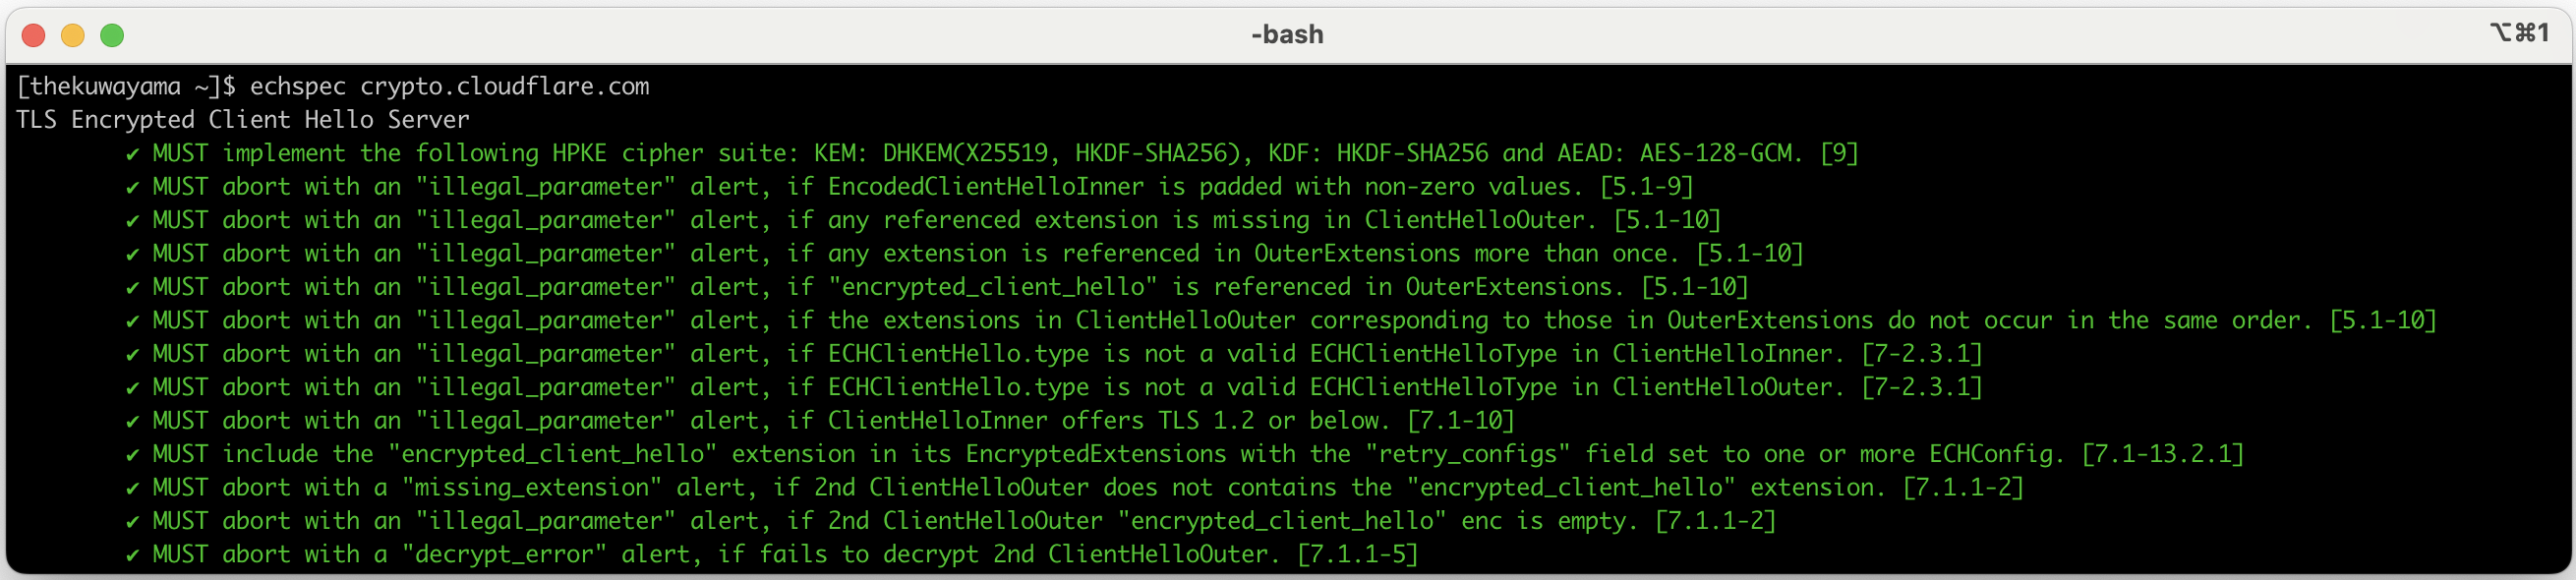 -bash
⌥⌘1
[thekuwayama ~]$ echspec crypto.cloudflare.com
TLS Encrypted Client Hello Server
✔ MUST implement the following HPKE cipher suite: KEM: DHKEM(X25519, HKDF-SHA256), KDF: HKDF-SHA256 and AEAD: AES-128-GCM. [9]
✔ MUST abort with an "illegal_parameter" alert, if EncodedClientHelloInner is padded with non-zero values. [5.1-9]
✔ MUST abort with an "illegal_parameter" alert, if any referenced extension is missing in ClientHelloOuter. [5.1-10]
✔ MUST abort with an "illegal_parameter" alert, if any extension is referenced in OuterExtensions more than once. [5.1-10]
✔ MUST abort with an "illegal_parameter" alert, if "encrypted_client_hello" is referenced in OuterExtensions. [5.1-10]
✔ MUST abort with an "illegal_parameter" alert, if the extensions in ClientHelloOuter corresponding to those in OuterExtensions do not occur in the same order. [5.1-10]
✔ MUST abort with an "illegal_parameter" alert, if ECHClientHello.type is not a valid ECHClientHelloType in ClientHelloInner. [7-2.3.1]
✔ MUST abort with an "illegal_parameter" alert, if ECHClientHello.type is not a valid ECHClientHelloType in ClientHelloOuter. [7-2.3.1]
✔ MUST abort with an "illegal_parameter" alert, if ClientHelloInner offers TLS 1.2 or below. [7.1-10]
✔ MUST include the "encrypted_client_hello" extension in its EncryptedExtensions with the "retry_configs" field set to one or more ECHConfig. [7.1-13.2.1]
✔ MUST abort with a "missing_extension" alert, if 2nd ClientHelloOuter does not contains the "encrypted_client_hello" extension. [7.1.1-2]
✔ MUST abort with an "illegal_parameter" alert, if 2nd ClientHelloOuter "encrypted_client_hello" enc is empty. [7.1.1-2]
✔ MUST abort with a "decrypt_error" alert, if fails to decrypt 2nd ClientHelloOuter. [7.1.1-5]